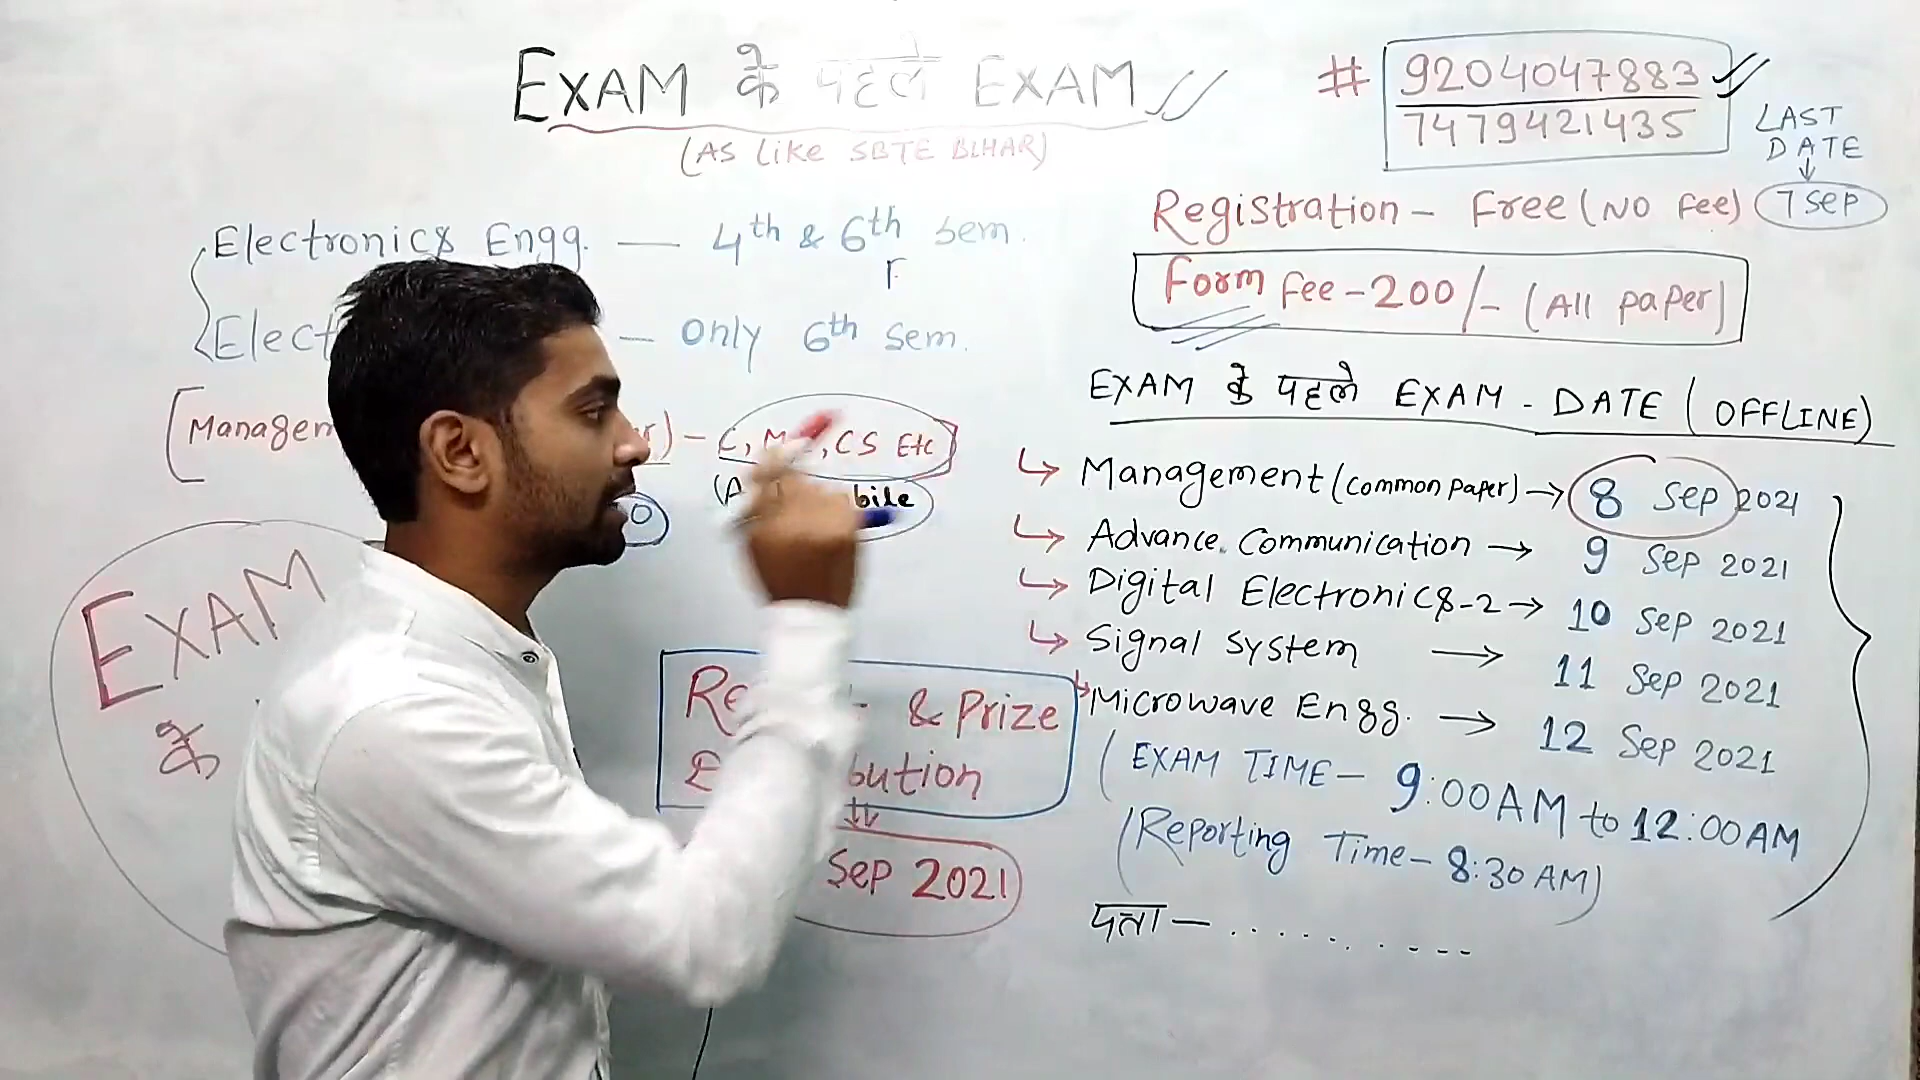 EXAM के पहले EXAM
(AS Like SBTE BIHAR)
# 9204047883
7479421435
LAST
DATE
7 Sep
Registration - Free (NO Fee)
Form Fee - 200/- (All paper)
Electronics Engg. — 4th & 6th Sem.
Elect — only 6th Sem.
[Managem r) - C, M ,CS Etc
(A bile
EXAM
के
Re & Prize
bution
Sep 2021
EXAM के पहले EXAM - DATE (OFFLINE)
Management (common paper) → 8 Sep 2021
Advance. Communication → 9 Sep 2021
Digital Electronics-2 → 10 Sep 2021
Signal System → 11 Sep 2021
Microwave Engg. → 12 Sep 2021
(EXAM TIME - 9:00AM to 12:00AM
(Reporting Time - 8:30 AM)
पता - ..........